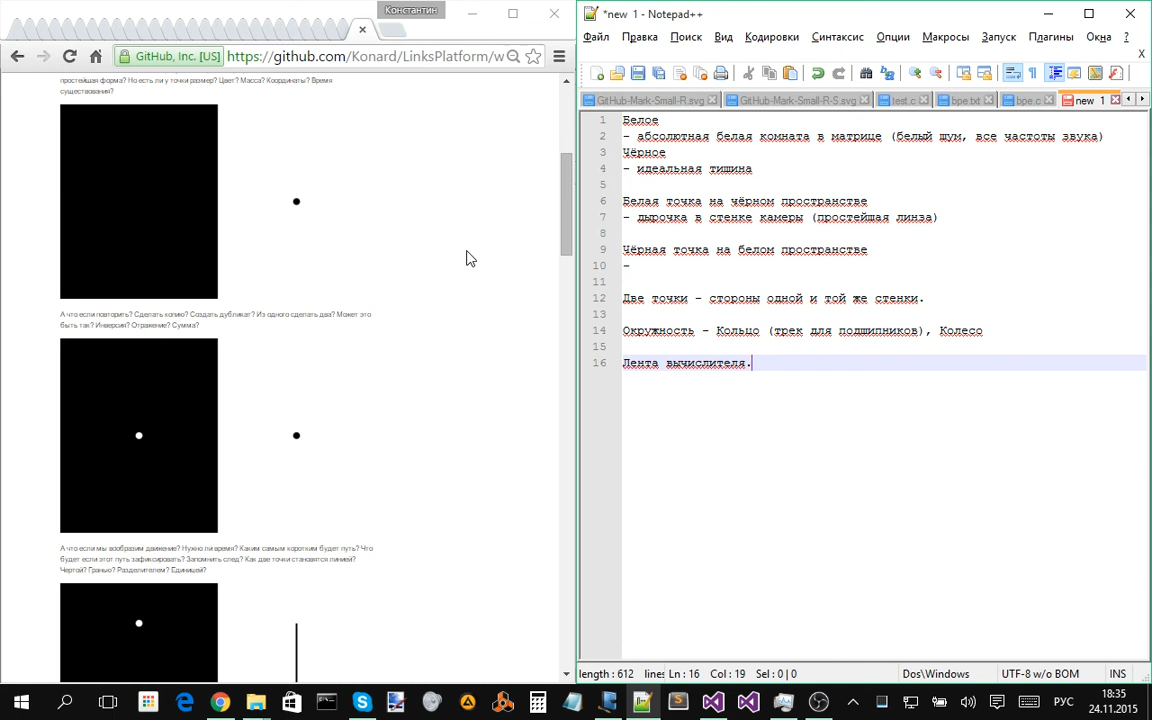 Константин
GitHub, Inc. [US] https://github.com/Konard/LinksPlatform/w
простейшая форма? Но есть ли у точки размер? Цвет? Масса? Координаты? Время
существования?
А что если повторить? Сделать копию? Создать дубликат? Из одного сделать два? Может это
быть так? Инверсия? Отражение? Сумма?
А что если мы вообразим движение? Нужно ли время? Каким самым коротким будет путь? Что
будет если этот путь зафиксировать? Запомнить след? Как две точки становятся линией?
Чертой? Гранью? Разделителем? Единицей?
*new 1 - Notepad++
Файл Правка Поиск Вид Кодировки Синтаксис Опции Макросы Запуск Плагины Окна ?
X
GitHub-Mark-Small-R.svg GitHub-Mark-Small-R-S.svg test.c bpe.txt bpe.c new 1
1 Белое
2 - абсолютная белая комната в матрице (белый шум, все частоты звука)
3 Чёрное
4 - идеальная тишина
5
6 Белая точка на чёрном пространстве
7 - дырочка в стенке камеры (простейшая линза)
8
9 Чёрная точка на белом пространстве
10 -
11
12 Две точки - стороны одной и той же стенки.
13
14 Окружность - Кольцо (трек для подшипников), Колесо
15
16 Лента вычислителя.
length : 612 lines Ln : 16 Col : 19 Sel : 0 | 0 Dos\Windows UTF-8 w/o BOM INS
РУС
18:35
24.11.2015